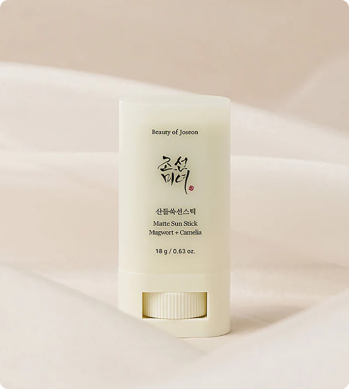 Beauty of Joseon
조선
미녀
산들쑥선스틱
Matte Sun Stick
Mugwort + Camelia
18 g / 0.63 oz.